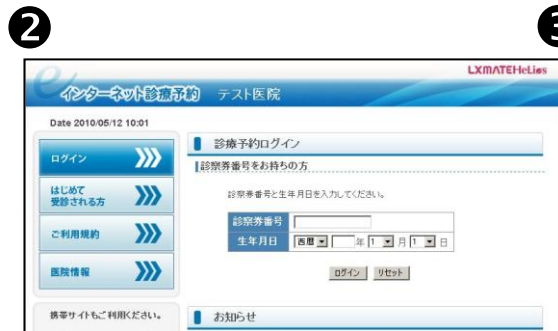 ❷
❸
LXMATEHeLios
インターネット診療予約 テスト医院
Date 2010/05/12 10:01
ログイン
はじめて
受診される方
ご利用規約
医院情報
携帯サイトもご利用ください。
診療予約ログイン
診察券番号をお持ちの方
診察券番号と生年月日を入力してください。
診察券番号
生年月日 西暦 年 1 月 1 日
ログイン リセット
お知らせ